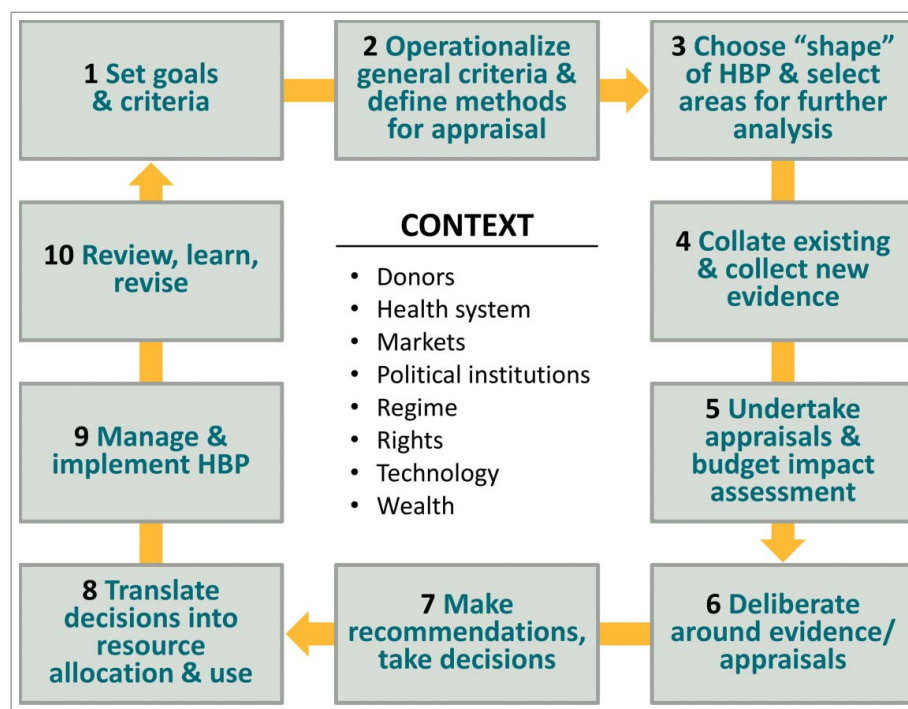 1 Set goals
& criteria
2 Operationalize
general criteria &
define methods
for appraisal
3 Choose “shape”
of HBP & select
areas for further
analysis
4 Collate existing
& collect new
evidence
5 Undertake
appraisals &
budget impact
assessment
6 Deliberate
around evidence/
appraisals
7 Make
recommendations,
take decisions
8 Translate
decisions into
resource
allocation & use
9 Manage &
implement HBP
10 Review, learn,
revise
CONTEXT
• Donors
• Health system
• Markets
• Political institutions
• Regime
• Rights
• Technology
• Wealth